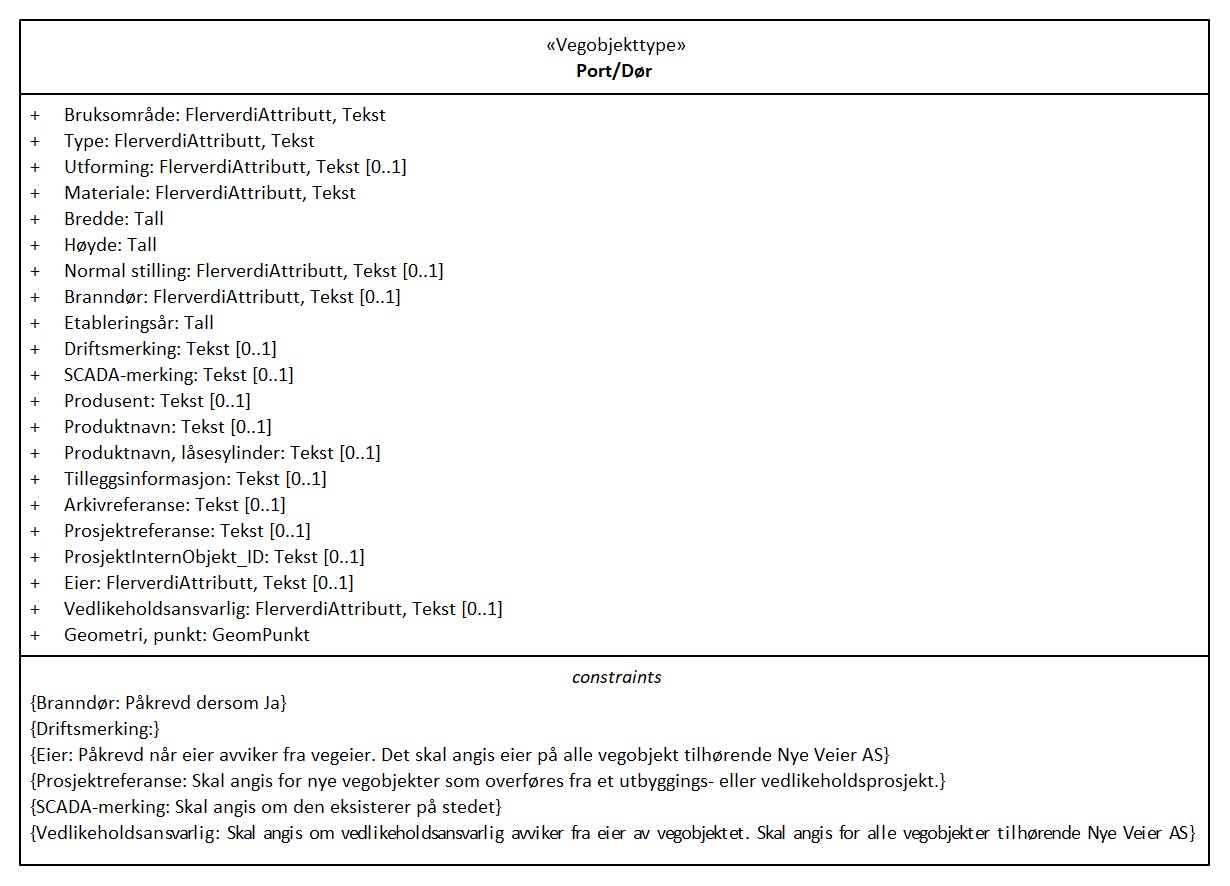 «Vegobjekttype»
Port/Dør
+ Bruksområde: FlerverdiAttributt, Tekst
+ Type: FlerverdiAttributt, Tekst
+ Utforming: FlerverdiAttributt, Tekst [0..1]
+ Materiale: FlerverdiAttributt, Tekst
+ Bredde: Tall
+ Høyde: Tall
+ Normal stilling: FlerverdiAttributt, Tekst [0..1]
+ Branndør: FlerverdiAttributt, Tekst [0..1]
+ Etableringsår: Tall
+ Driftsmerking: Tekst [0..1]
+ SCADA-merking: Tekst [0..1]
+ Produsent: Tekst [0..1]
+ Produktnavn: Tekst [0..1]
+ Produktnavn, låsesylinder: Tekst [0..1]
+ Tilleggsinformasjon: Tekst [0..1]
+ Arkivreferanse: Tekst [0..1]
+ Prosjektreferanse: Tekst [0..1]
+ ProsjektInternObjekt_ID: Tekst [0..1]
+ Eier: FlerverdiAttributt, Tekst [0..1]
+ Vedlikeholdsansvarlig: FlerverdiAttributt, Tekst [0..1]
+ Geometri, punkt: GeomPunkt
constraints
{Branndør: Påkrevd dersom Ja}
{Driftsmerking:}
{Eier: Påkrevd når eier avviker fra vegeier. Det skal angis eier på alle vegobjekt tilhørende Nye Veier AS}
{Prosjektreferanse: Skal angis for nye vegobjekter som overføres fra et utbyggings- eller vedlikeholdsprosjekt.}
{SCADA-merking: Skal angis om den eksisterer på stedet}
{Vedlikeholdsansvarlig: Skal angis om vedlikeholdsansvarlig avviker fra eier av vegobjektet. Skal angis for alle vegobjekter tilhørende Nye Veier AS}